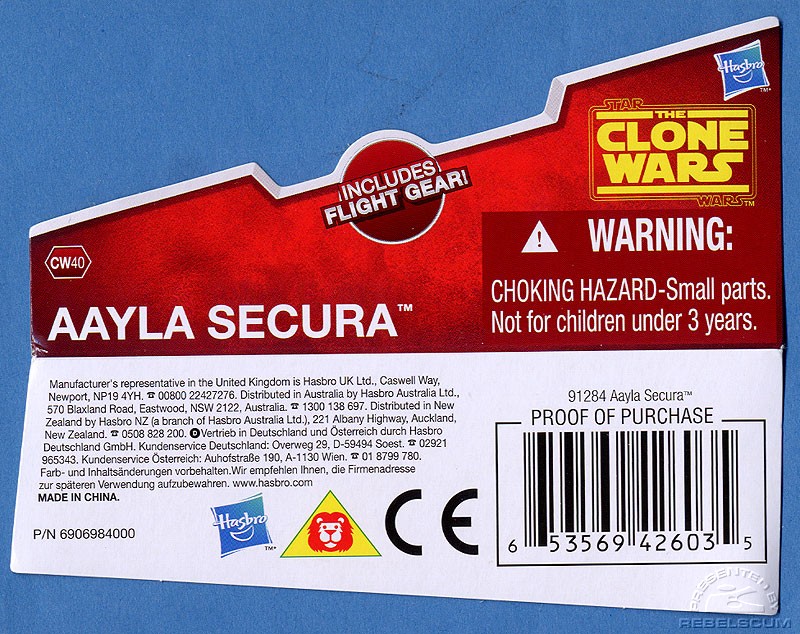 Hasbro
TM*
STAR
THE
CLONE
WARS
WARS™
INCLUDES
FLIGHT GEAR!
CW40
AAYLA SECURA™
WARNING:
CHOKING HAZARD-Small parts.
Not for children under 3 years.
Manufacturer's representative in the United Kingdom is Hasbro UK Ltd., Caswell Way,
Newport, NP19 4YH. ☎ 00800 22427276. Distributed in Australia by Hasbro Australia Ltd.,
570 Blaxland Road, Eastwood, NSW 2122, Australia. ☎ 1300 138 697. Distributed in New
Zealand by Hasbro NZ (a branch of Hasbro Australia Ltd.), 221 Albany Highway, Auckland,
New Zealand. ☎ 0508 828 200. D Vertrieb in Deutschland und Österreich durch Hasbro
Deutschland GmbH. Kundenservice Deutschland: Overweg 29, D-59494 Soest. ☎ 02921
965343. Kundenservice Österreich: Auhofstraße 190, A-1130 Wien. ☎ 01 8799 780.
Farb- und Inhaltsänderungen vorbehalten.Wir empfehlen Ihnen, die Firmenadresse
zur späteren Verwendung aufzubewahren. www.hasbro.com
MADE IN CHINA.
P/N 6906984000
Hasbro
TM*
CE
91284 Aayla Secura™
PROOF OF PURCHASE
6 53569 42603 5
PRESENTED BY
REBELSCUM